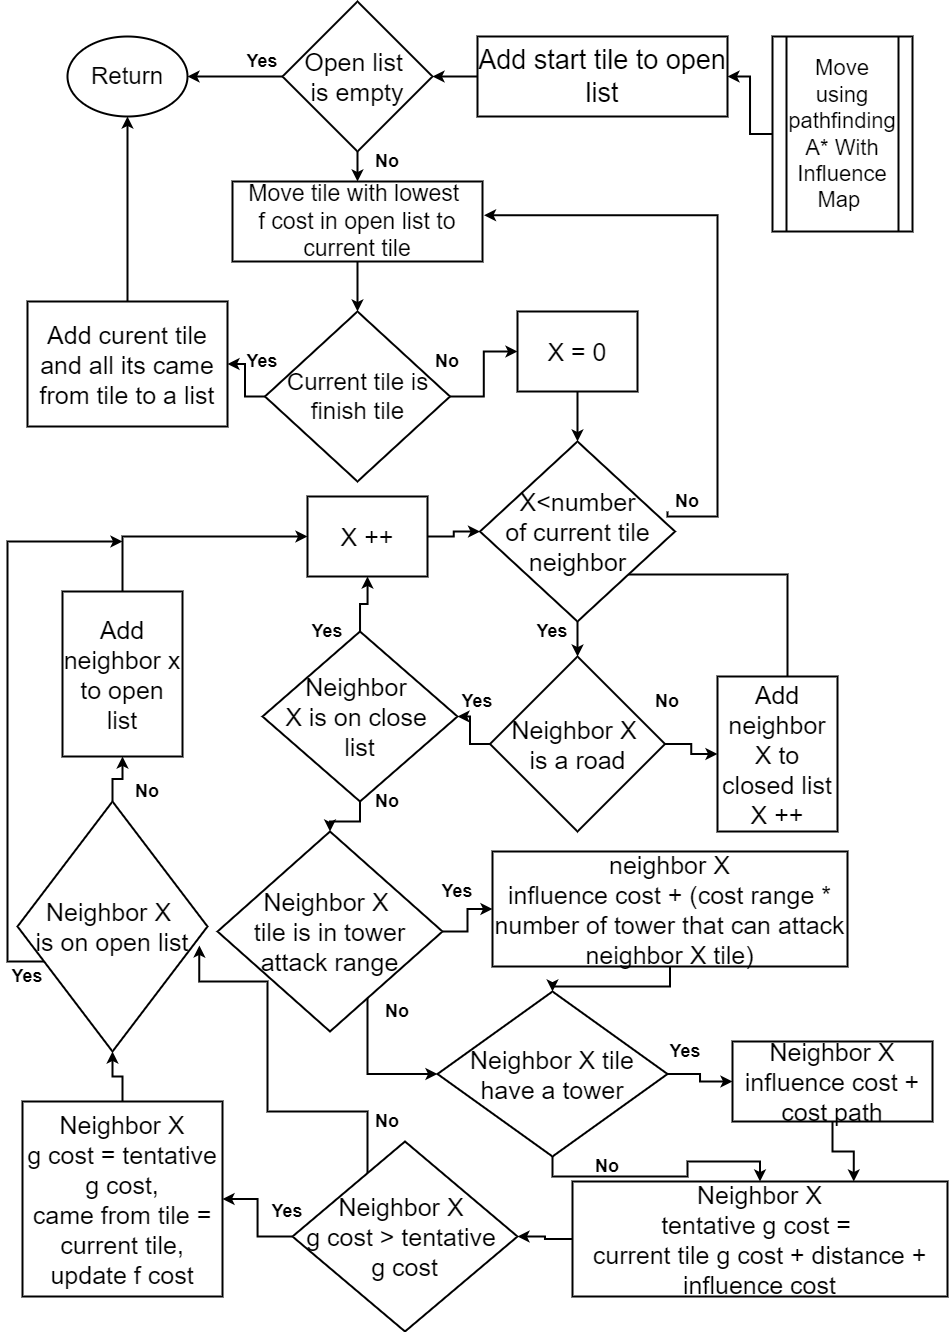 Return
Yes
Open list
is empty
Add start tile to open
list
Move
using
pathfinding
A* With
Influence
Map
No
Move tile with lowest
f cost in open list to
current tile
Add curent tile
and all its came
from tile to a list
Yes
Current tile is
finish tile
No
X = 0
X ++
X<number
of current tile
neighbor
No
Yes
Add
neighbor x
to open
list
Yes
Neighbor
X is on close
list
Yes
Neighbor X
is a road
No
Add
neighbor
X to
closed list
X ++
No
No
Neighbor X
is on open list
Yes
Neighbor X
tile is in tower
attack range
Yes
neighbor X
influence cost + (cost range *
number of tower that can attack
neighbor X tile)
No
Neighbor X tile
have a tower
Yes
Neighbor X
influence cost +
cost path
No
Neighbor X
tentative g cost =
current tile g cost + distance +
influence cost
No
Neighbor X
g cost > tentative
g cost
Yes
Neighbor X
g cost = tentative
g cost,
came from tile =
current tile,
update f cost